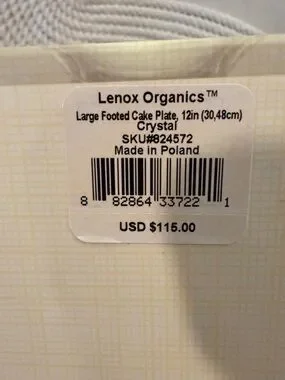 Lenox Organics™
Large Footed Cake Plate, 12in (30,48cm)
Crystal
SKU#824572
Made in Poland
8 82864 33722 1
USD $115.00